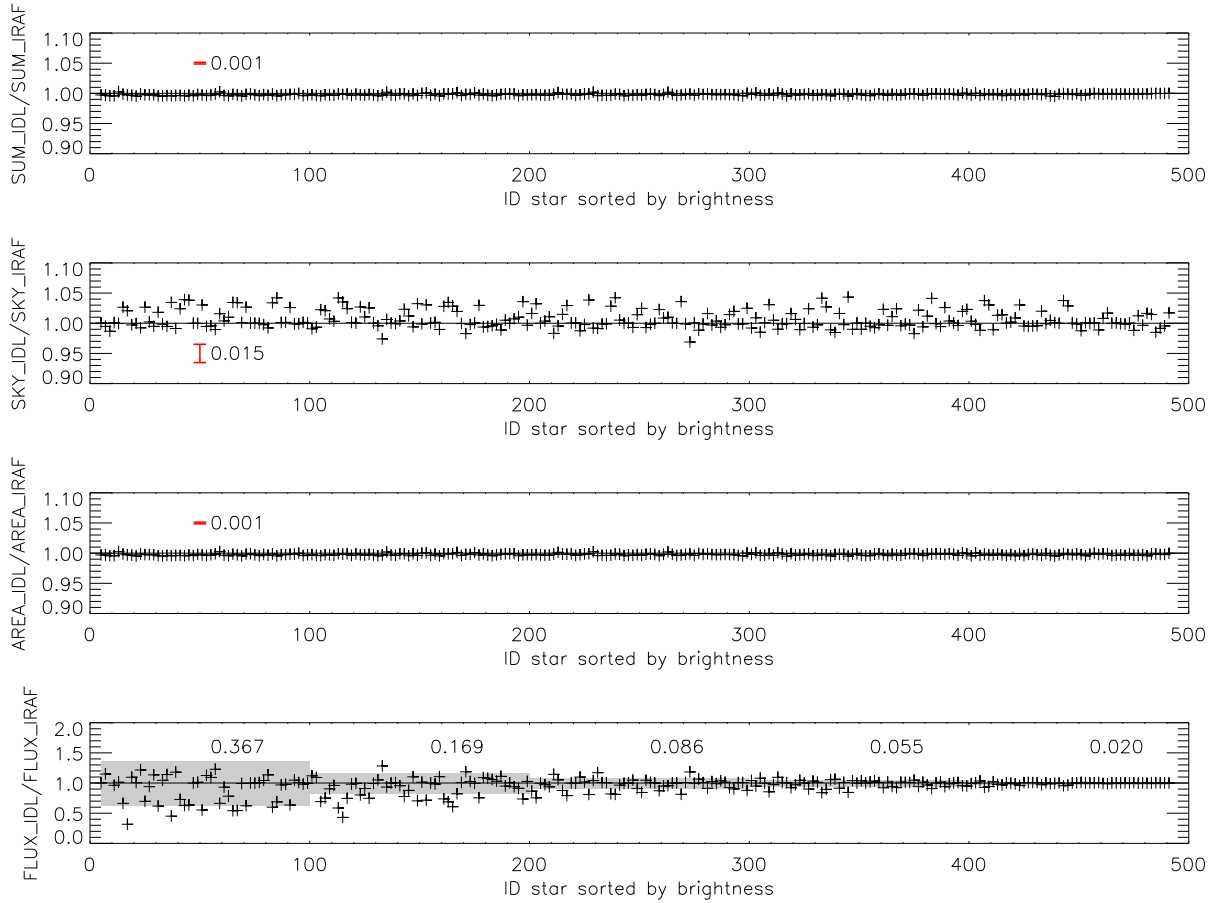 SUM_IDL/SUM_IRAF
1.10
1.05
1.00
0.95
0.90
0.001
0 100 200 300 400 500
ID star sorted by brightness
SKY_IDL/SKY_IRAF
1.10
1.05
1.00
0.95
0.90
0.015
0 100 200 300 400 500
ID star sorted by brightness
AREA_IDL/AREA_IRAF
1.10
1.05
1.00
0.95
0.90
0.001
0 100 200 300 400 500
ID star sorted by brightness
FLUX_IDL/FLUX_IRAF
2.0
1.5
1.0
0.5
0.0
0.367 0.169 0.086 0.055 0.020
0 100 200 300 400 500
ID star sorted by brightness